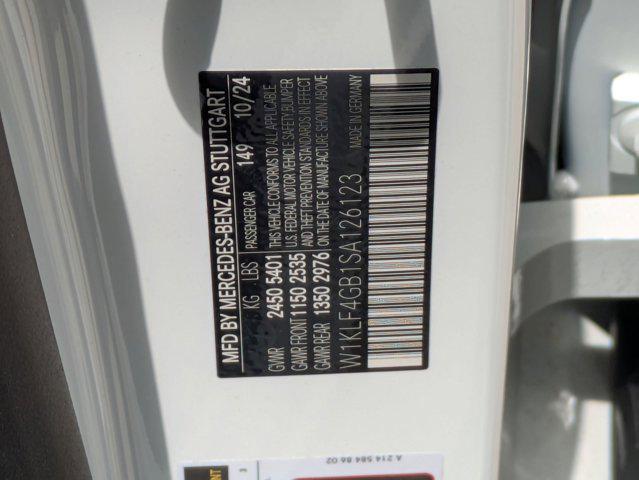 MFD BY MERCEDES-BENZ AG STUTTGART
KG LBS PASSENGER CAR 149 10/24
GVWR 2450 5401 THIS VEHICLE CONFORMS TO ALL APPLICABLE
GAWR FRONT 1150 2535 U.S. FEDERAL MOTOR VEHICLE SAFETY, BUMPER
AND THEFT PREVENTION STANDARDS IN EFFECT
GAWR REAR 1350 2976 ON THE DATE OF MANUFACTURE SHOWN ABOVE
W1KLF4GB1SA126123 MADE IN GERMANY
A 214 584 86 02
3